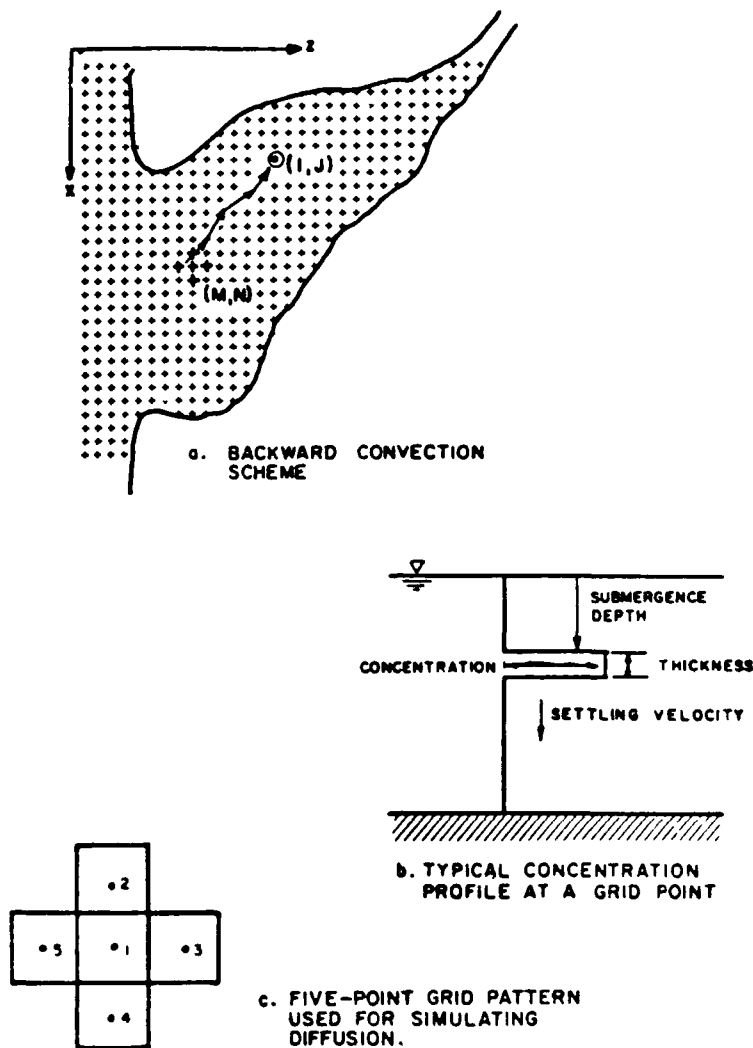 Z
X
(I,J)
(M,N)
a. BACKWARD CONVECTION
SCHEME
SUBMERGENCE
DEPTH
CONCENTRATION
THICKNESS
SETTLING VELOCITY
b. TYPICAL CONCENTRATION
PROFILE AT A GRID POINT
2
5
1
3
4
c. FIVE-POINT GRID PATTERN
USED FOR SIMULATING
DIFFUSION.